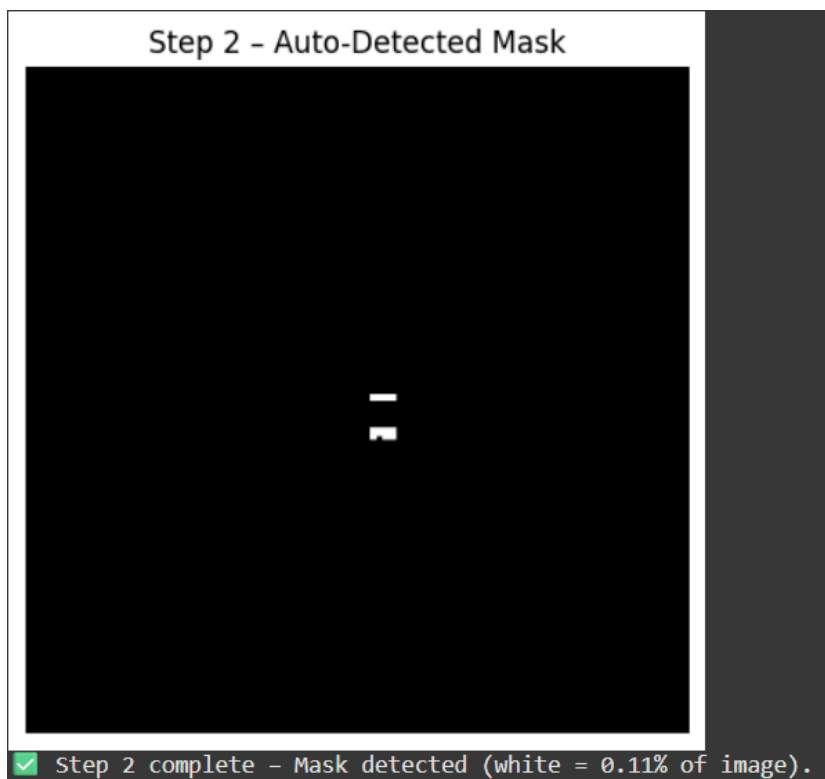 Step 2 – Auto-Detected Mask
✅ Step 2 complete – Mask detected (white = 0.11% of image).